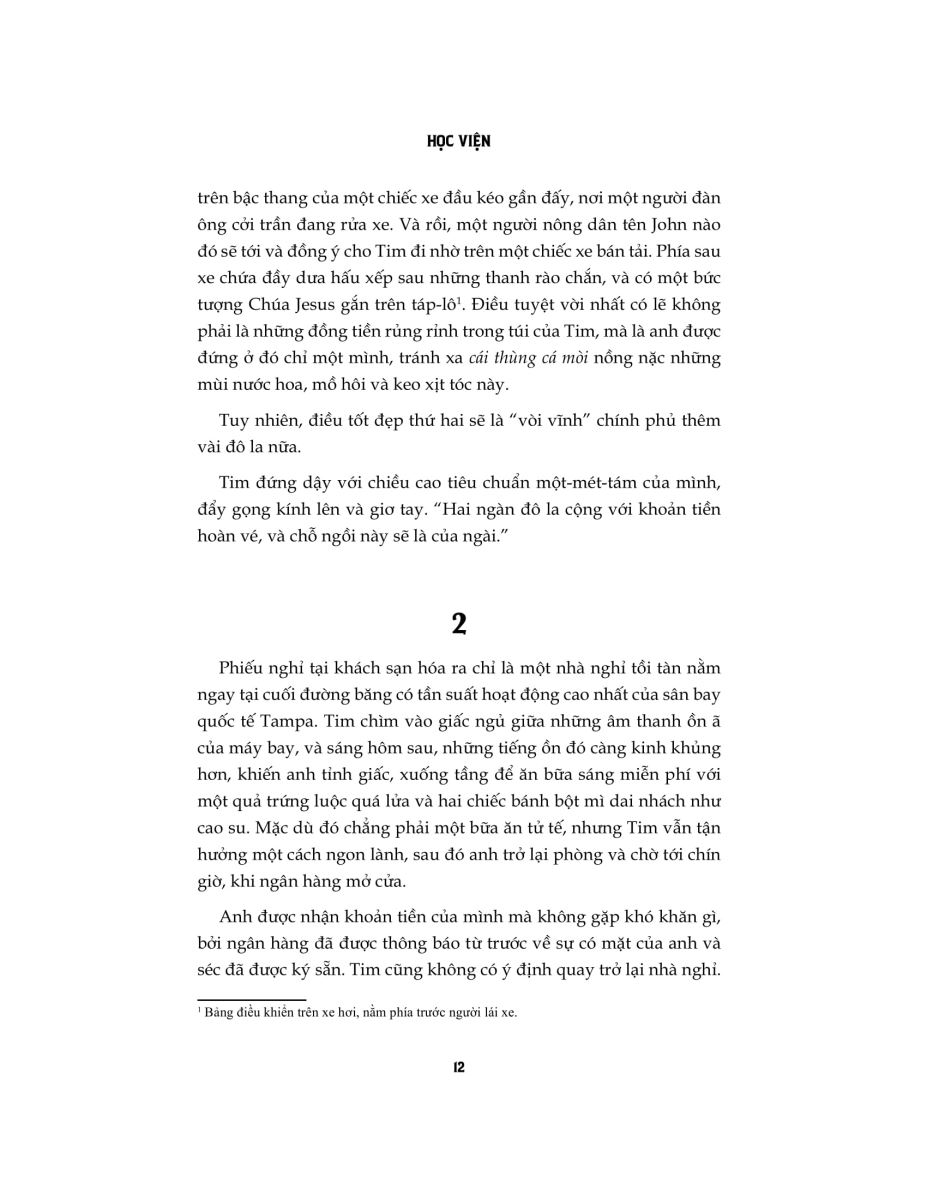 HỌC VIỆN
trên bậc thang của một chiếc xe đầu kéo gần đấy, nơi một người đàn
ông cởi trần đang rửa xe. Và rồi, một người nông dân tên John nào
đó sẽ tới và đồng ý cho Tim đi nhờ trên một chiếc xe bán tải. Phía sau
xe chứa đầy dưa hấu xếp sau những thanh rào chắn, và có một bức
tượng Chúa Jesus gắn trên táp-lô¹. Điều tuyệt vời nhất có lẽ không
phải là những đồng tiền rủng rỉnh trong túi của Tim, mà là anh được
đứng ở đó chỉ một mình, tránh xa cái thùng cá mòi nồng nặc những
mùi nước hoa, mồ hôi và keo xịt tóc này.
Tuy nhiên, điều tốt đẹp thứ hai sẽ là “vòi vĩnh” chính phủ thêm
vài đô la nữa.
Tim đứng dậy với chiều cao tiêu chuẩn một-mét-tám của mình,
đẩy gọng kính lên và giơ tay. “Hai ngàn đô la cộng với khoản tiền
hoàn vé, và chỗ ngồi này sẽ là của ngài.”
2
Phiếu nghỉ tại khách sạn hóa ra chỉ là một nhà nghỉ tồi tàn nằm
ngay tại cuối đường băng có tần suất hoạt động cao nhất của sân bay
quốc tế Tampa. Tim chìm vào giấc ngủ giữa những âm thanh ồn ã
của máy bay, và sáng hôm sau, những tiếng ồn đó càng kinh khủng
hơn, khiến anh tỉnh giấc, xuống tầng để ăn bữa sáng miễn phí với
một quả trứng luộc quá lửa và hai chiếc bánh bột mì dai nhách như
cao su. Mặc dù đó chẳng phải một bữa ăn tử tế, nhưng Tim vẫn tận
hưởng một cách ngon lành, sau đó anh trở lại phòng và chờ tới chín
giờ, khi ngân hàng mở cửa.
Anh được nhận khoản tiền của mình mà không gặp khó khăn gì,
bởi ngân hàng đã được thông báo từ trước về sự có mặt của anh và
séc đã được ký sẵn. Tim cũng không có ý định quay trở lại nhà nghỉ.
¹ Bảng điều khiển trên xe hơi, nằm phía trước người lái xe.
12